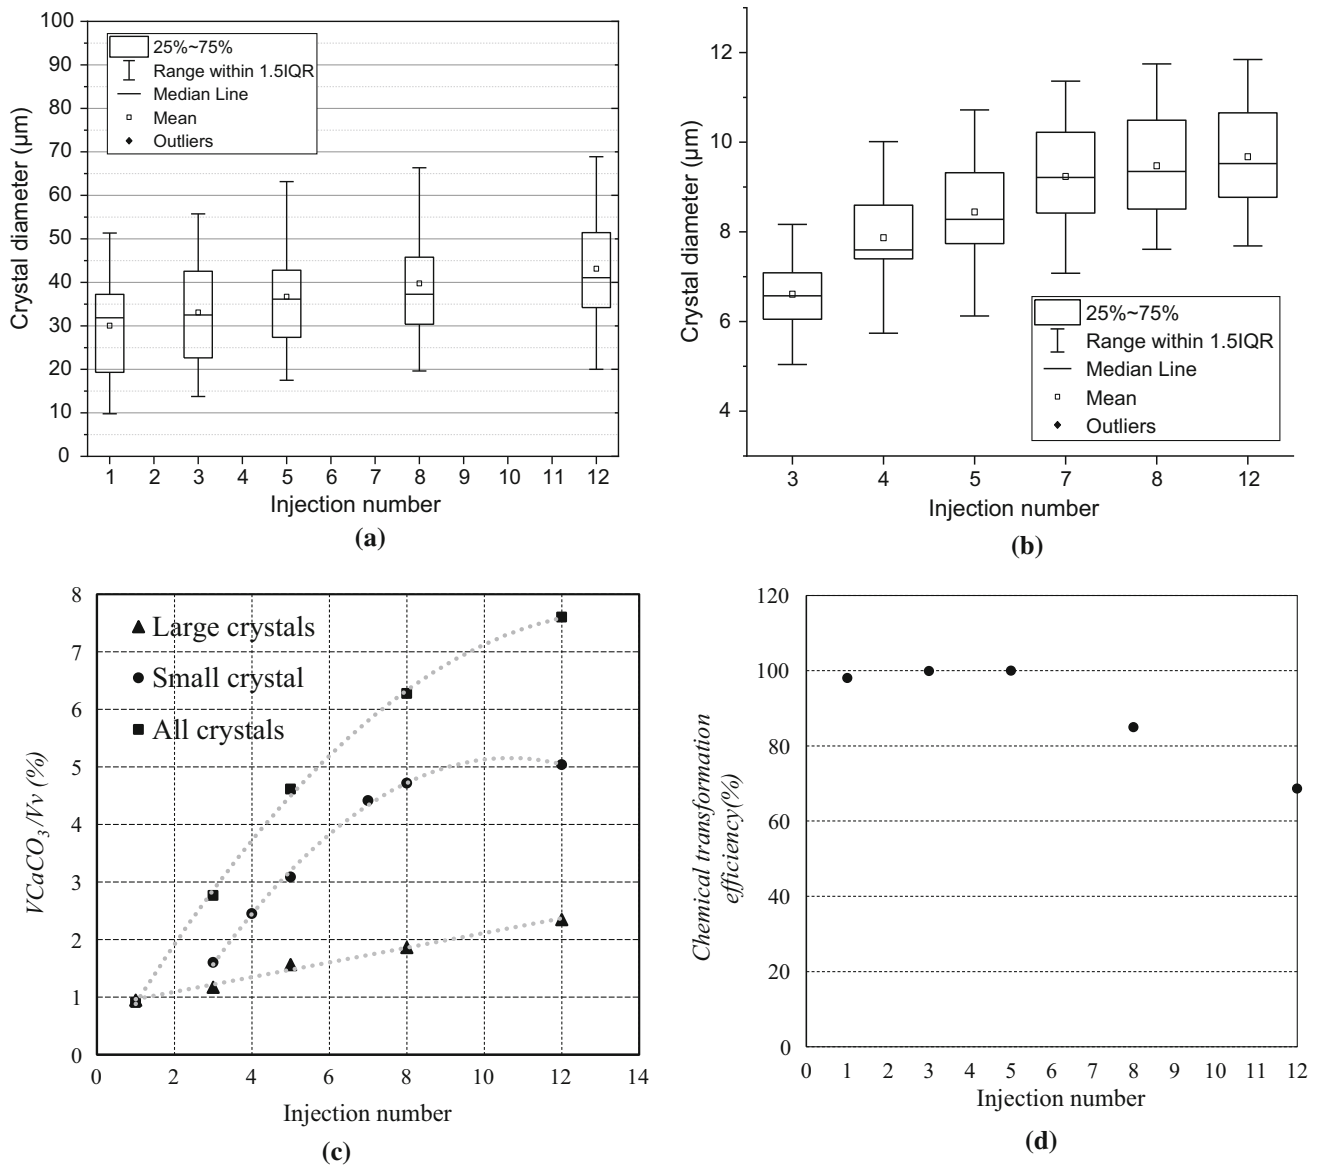 100
90
80
70
60
50
40
30
20
10
0
Crystal diameter (μm)
25%~75%
Range within 1.5IQR
Median Line
Mean
Outliers
1 2 3 4 5 6 7 8 9 10 11 12
Injection number
(a)
12
10
8
6
4
Crystal diameter (μm)
25%~75%
Range within 1.5IQR
Median Line
Mean
Outliers
3 4 5 7 8 12
Injection number
(b)
8
7
6
5
4
3
2
1
0
VCaCO3/Vv (%)
Large crystals
Small crystal
All crystals
0 2 4 6 8 10 12 14
Injection number
(c)
120
100
80
60
40
20
0
Chemical transformation
efficiency(%)
0 1 2 3 4 5 6 7 8 9 10 11 12
Injection number
(d)